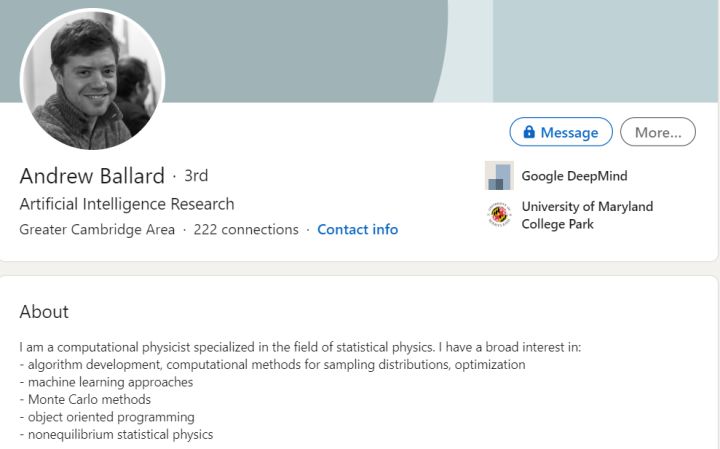 Message
More...
Andrew Ballard · 3rd
Google DeepMind
Artificial Intelligence Research
University of Maryland
College Park
Greater Cambridge Area · 222 connections · Contact info
About
I am a computational physicist specialized in the field of statistical physics. I have a broad interest in:
- algorithm development, computational methods for sampling distributions, optimization
- machine learning approaches
- Monte Carlo methods
- object oriented programming
- nonequilibrium statistical physics